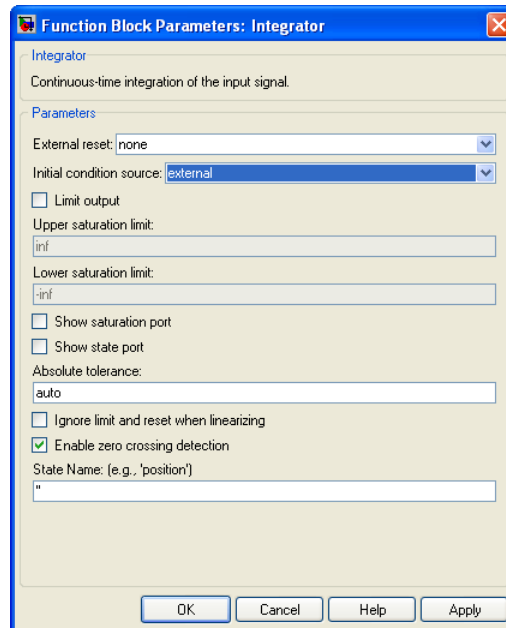 Function Block Parameters: Integrator
Integrator
Continuous-time integration of the input signal.
Parameters
External reset: none
Initial condition source: external
Limit output
Upper saturation limit:
inf
Lower saturation limit:
-inf
Show saturation port
Show state port
Absolute tolerance:
auto
Ignore limit and reset when linearizing
Enable zero crossing detection
State Name: (e.g., 'position')
''
OK Cancel Help Apply